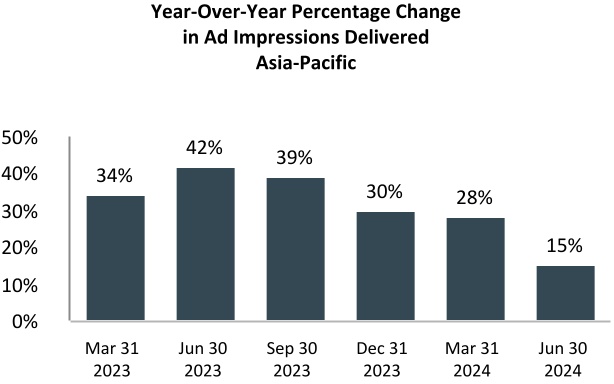 Year-Over-Year Percentage Change
in Ad Impressions Delivered
Asia-Pacific
50%
40%
30%
20%
10%
0%
34%
42%
39%
30%
28%
15%
Mar 31
2023
Jun 30
2023
Sep 30
2023
Dec 31
2023
Mar 31
2024
Jun 30
2024